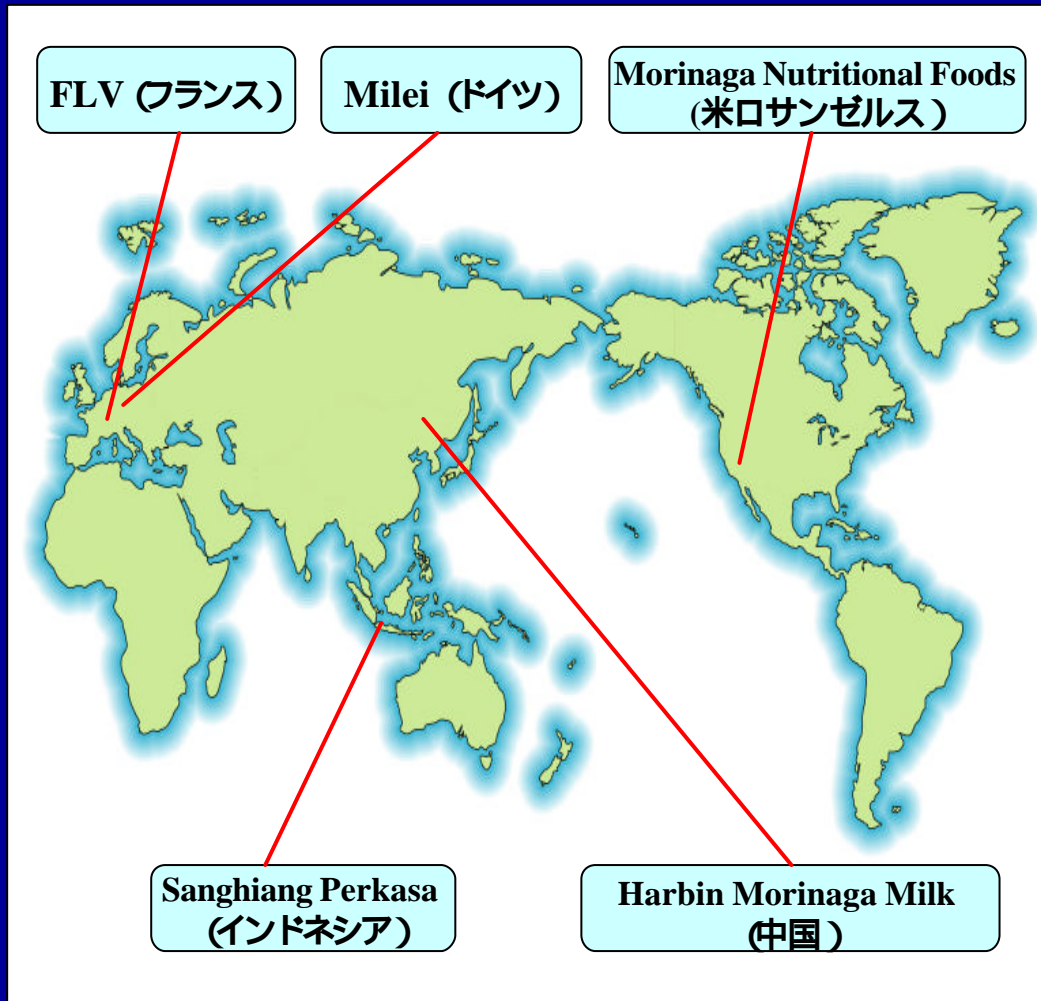 FLV (フランス)
Milei (ドイツ)
Morinaga Nutritional Foods
(米ロサンゼルス)
Sanghiang Perkasa
(インドネシア)
Harbin Morinaga Milk
(中国)